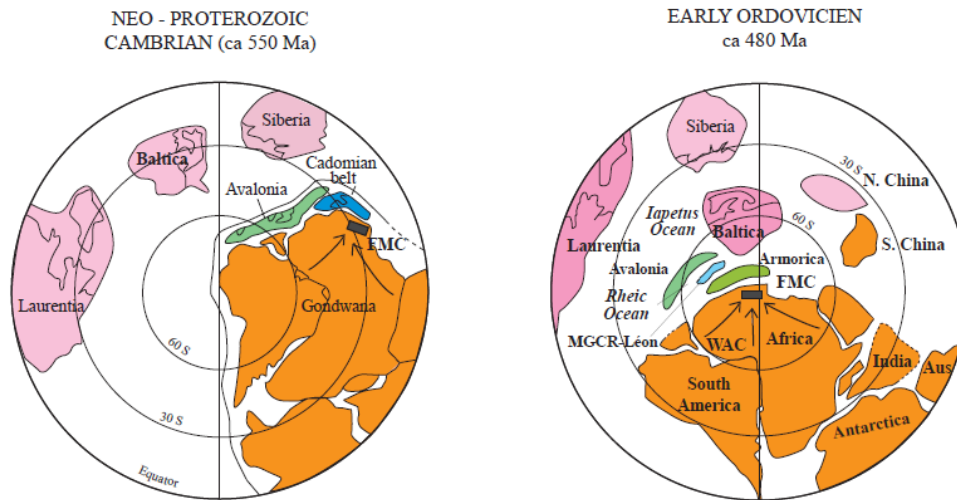 NEO - PROTEROZOIC
CAMBRIAN (ca 550 Ma)
Siberia
Baltica
Cadomian
belt
Avalonia
FMC
Laurentia
Gondwana
60 S
30 S
Equator
EARLY ORDOVICIEN
ca 480 Ma
Siberia
30 S
N. China
Iapetus
Ocean
60 S
Baltica
S. China
Laurentia
Armorica
Avalonia
FMC
Rheic
Ocean
MGCR-Léon
WAC
Africa
India
Aus
South
America
Antarctica